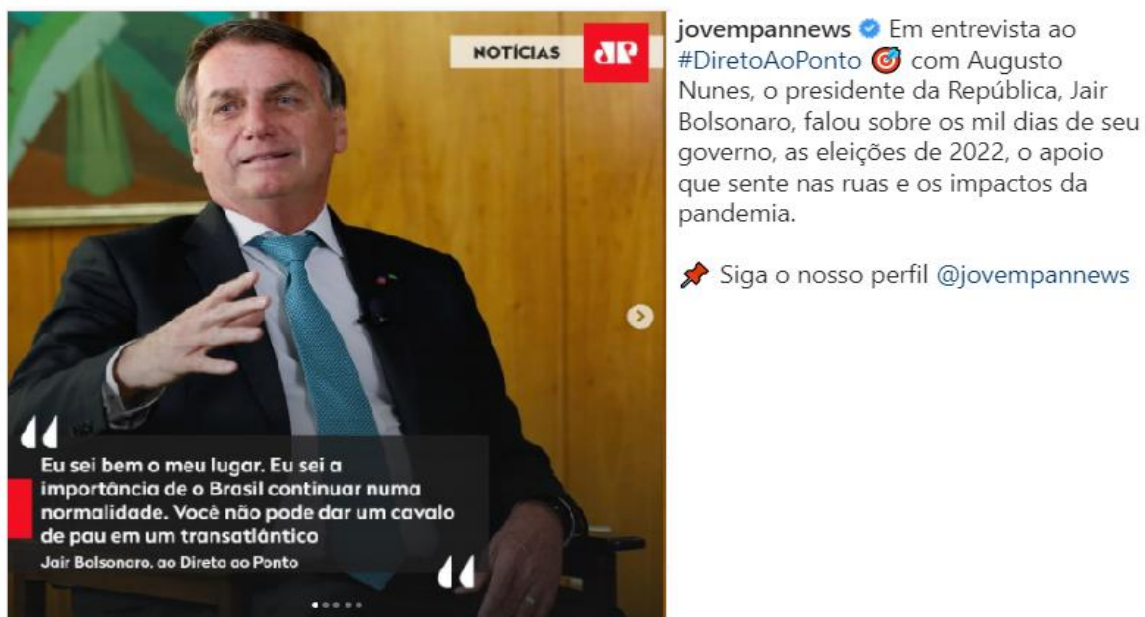 NOTÍCIAS JP
Eu sei bem o meu lugar. Eu sei a
importância de o Brasil continuar numa
normalidade. Você não pode dar um cavalo
de pau em um transatlântico
Jair Bolsonaro, ao Direto ao Ponto
jovempannews Em entrevista ao
#DiretoAoPonto 🎯 com Augusto
Nunes, o presidente da República, Jair
Bolsonaro, falou sobre os mil dias de seu
governo, as eleições de 2022, o apoio
que sente nas ruas e os impactos da
pandemia.
📌 Siga o nosso perfil @jovempannews